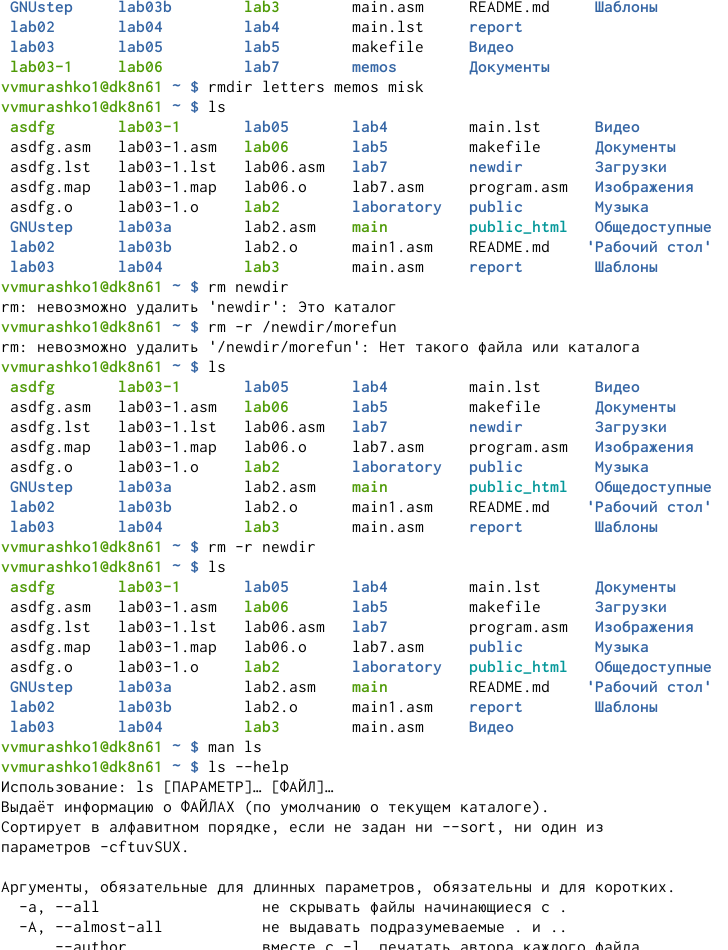 GNUstep lab03b lab3 main.asm README.md Шаблоны
lab02 lab04 lab4 main.lst report
lab03 lab05 lab5 makefile Видео
lab03-1 lab06 lab7 memos Документы
vvmurashko1@dk8n61 ~ $ rmdir letters memos misk
vvmurashko1@dk8n61 ~ $ ls
asdfg lab03-1 lab05 lab4 main.lst Видео
asdfg.asm lab03-1.asm lab06 lab5 makefile Документы
asdfg.lst lab03-1.lst lab06.asm lab7 newdir Загрузки
asdfg.map lab03-1.map lab06.o lab7.asm program.asm Изображения
asdfg.o lab03-1.o lab2 laboratory public Музыка
GNUstep lab03a lab2.asm main public_html Общедоступные
lab02 lab03b lab2.o main1.asm README.md 'Рабочий стол'
lab03 lab04 lab3 main.asm report Шаблоны
vvmurashko1@dk8n61 ~ $ rm newdir
rm: невозможно удалить 'newdir': Это каталог
vvmurashko1@dk8n61 ~ $ rm -r /newdir/morefun
rm: невозможно удалить '/newdir/morefun': Нет такого файла или каталога
vvmurashko1@dk8n61 ~ $ ls
asdfg lab03-1 lab05 lab4 main.lst Видео
asdfg.asm lab03-1.asm lab06 lab5 makefile Документы
asdfg.lst lab03-1.lst lab06.asm lab7 newdir Загрузки
asdfg.map lab03-1.map lab06.o lab7.asm program.asm Изображения
asdfg.o lab03-1.o lab2 laboratory public Музыка
GNUstep lab03a lab2.asm main public_html Общедоступные
lab02 lab03b lab2.o main1.asm README.md 'Рабочий стол'
lab03 lab04 lab3 main.asm report Шаблоны
vvmurashko1@dk8n61 ~ $ rm -r newdir
vvmurashko1@dk8n61 ~ $ ls
asdfg lab03-1 lab05 lab4 main.lst Документы
asdfg.asm lab03-1.asm lab06 lab5 makefile Загрузки
asdfg.lst lab03-1.lst lab06.asm lab7 program.asm Изображения
asdfg.map lab03-1.map lab06.o lab7.asm public Музыка
asdfg.o lab03-1.o lab2 laboratory public_html Общедоступные
GNUstep lab03a lab2.asm main README.md 'Рабочий стол'
lab02 lab03b lab2.o main1.asm report Шаблоны
lab03 lab04 lab3 main.asm Видео
vvmurashko1@dk8n61 ~ $ man ls
vvmurashko1@dk8n61 ~ $ ls --help
Использование: ls [ПАРАМЕТР]… [ФАЙЛ]…
Выдаёт информацию о ФАЙЛАХ (по умолчанию о текущем каталоге).
Сортирует в алфавитном порядке, если не задан ни --sort, ни один из
параметров -cftuvSUX.
Аргументы, обязательные для длинных параметров, обязательны и для коротких.
-a, --all не скрывать файлы начинающиеся с .
-A, --almost-all не выдавать подразумеваемые . и ..
--author вместе с -l, печатать автора каждого файла